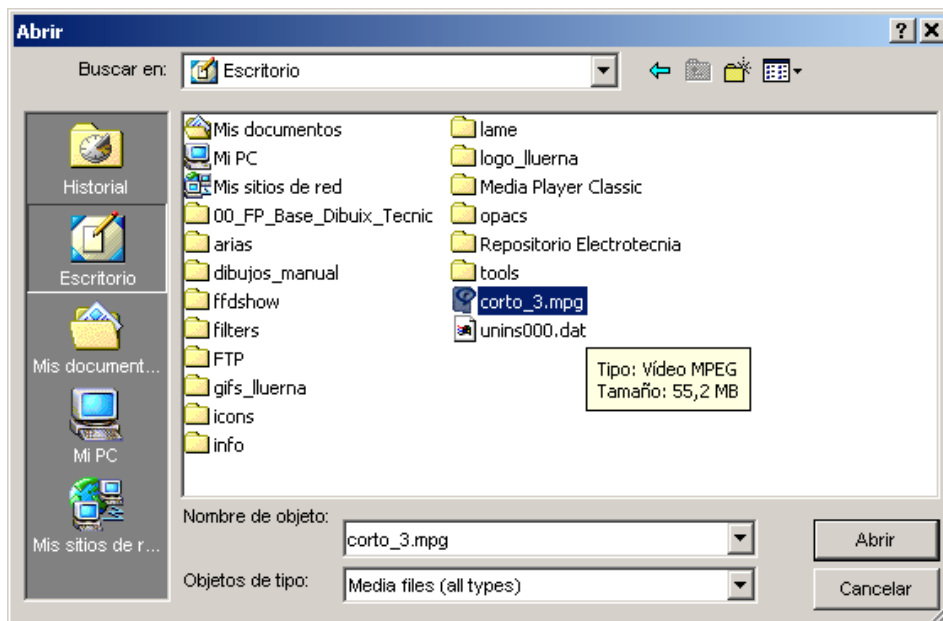 Abrir
Buscar en:
Escritorio
Historial
Escritorio
Mis document...
Mi PC
Mis sitios de r...
Mis documentos
Mi PC
Mis sitios de red
00_FP_Base_Dibuix_Tecnic
arias
dibujos_manual
ffdshow
filters
FTP
gifs_lluerna
icons
info
lame
logo_lluerna
Media Player Classic
opacs
Repositorio Electrotecnia
tools
corto_3.mpg
unins000.dat
Tipo: Vídeo MPEG
Tamaño: 55,2 MB
Nombre de objeto:
corto_3.mpg
Abrir
Objetos de tipo:
Media files (all types)
Cancelar